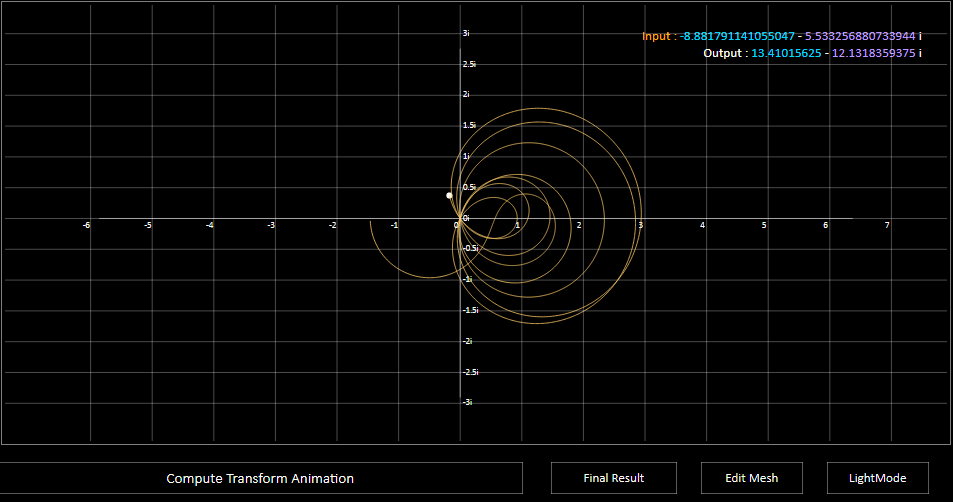 Input : -8.881791141055047 - 5.533256880733944 i
Output : 13.41015625 - 12.1318359375 i
3i
2.5i
2i
1.5i
1i
0.5i
0i
-6 -5 -4 -3 -2 -1 0 1 2 3 4 5 6 7
-0.5i
-1i
-1.5i
-2i
-2.5i
-3i
Compute Transform Animation Final Result Edit Mesh LightMode